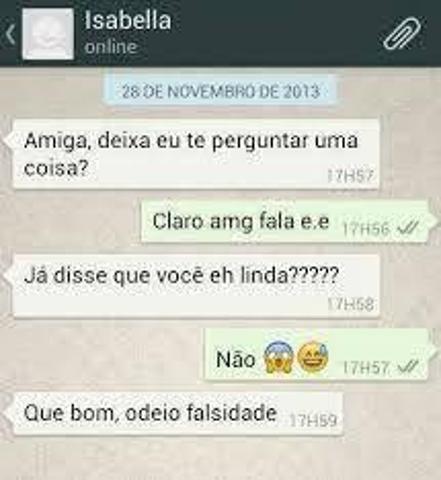 Isabella
online
28 DE NOVEMBRO DE 2013
Amiga, deixa eu te perguntar uma
coisa?
17H57
Claro amg fala e.e 17H56
Já disse que você eh linda?????
17H58
Não 😱😅 17H57
Que bom, odeio falsidade 17H59